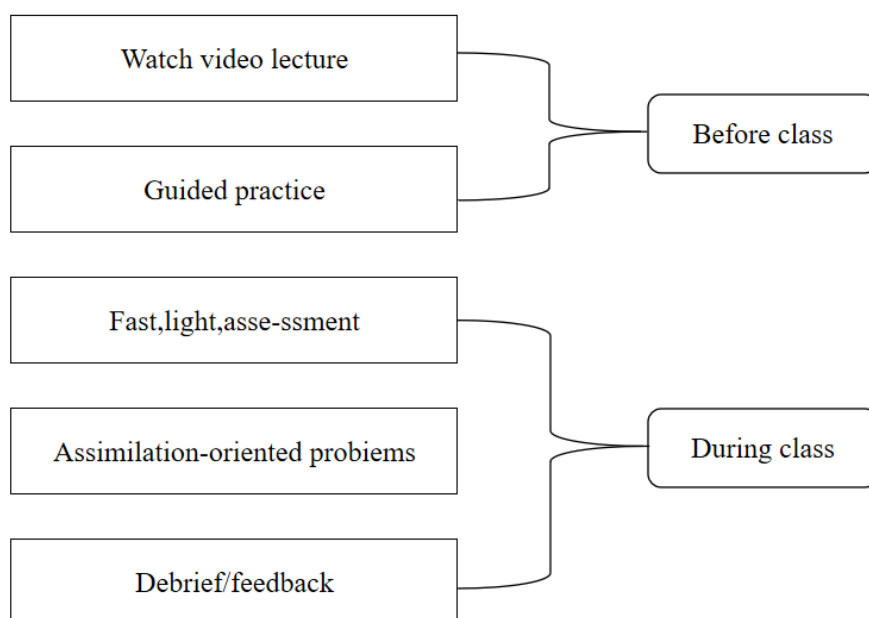 Watch video lecture
Before class
Guided practice
Fast,light,asse-ssment
Assimilation-oriented probiems
During class
Debrief/feedback